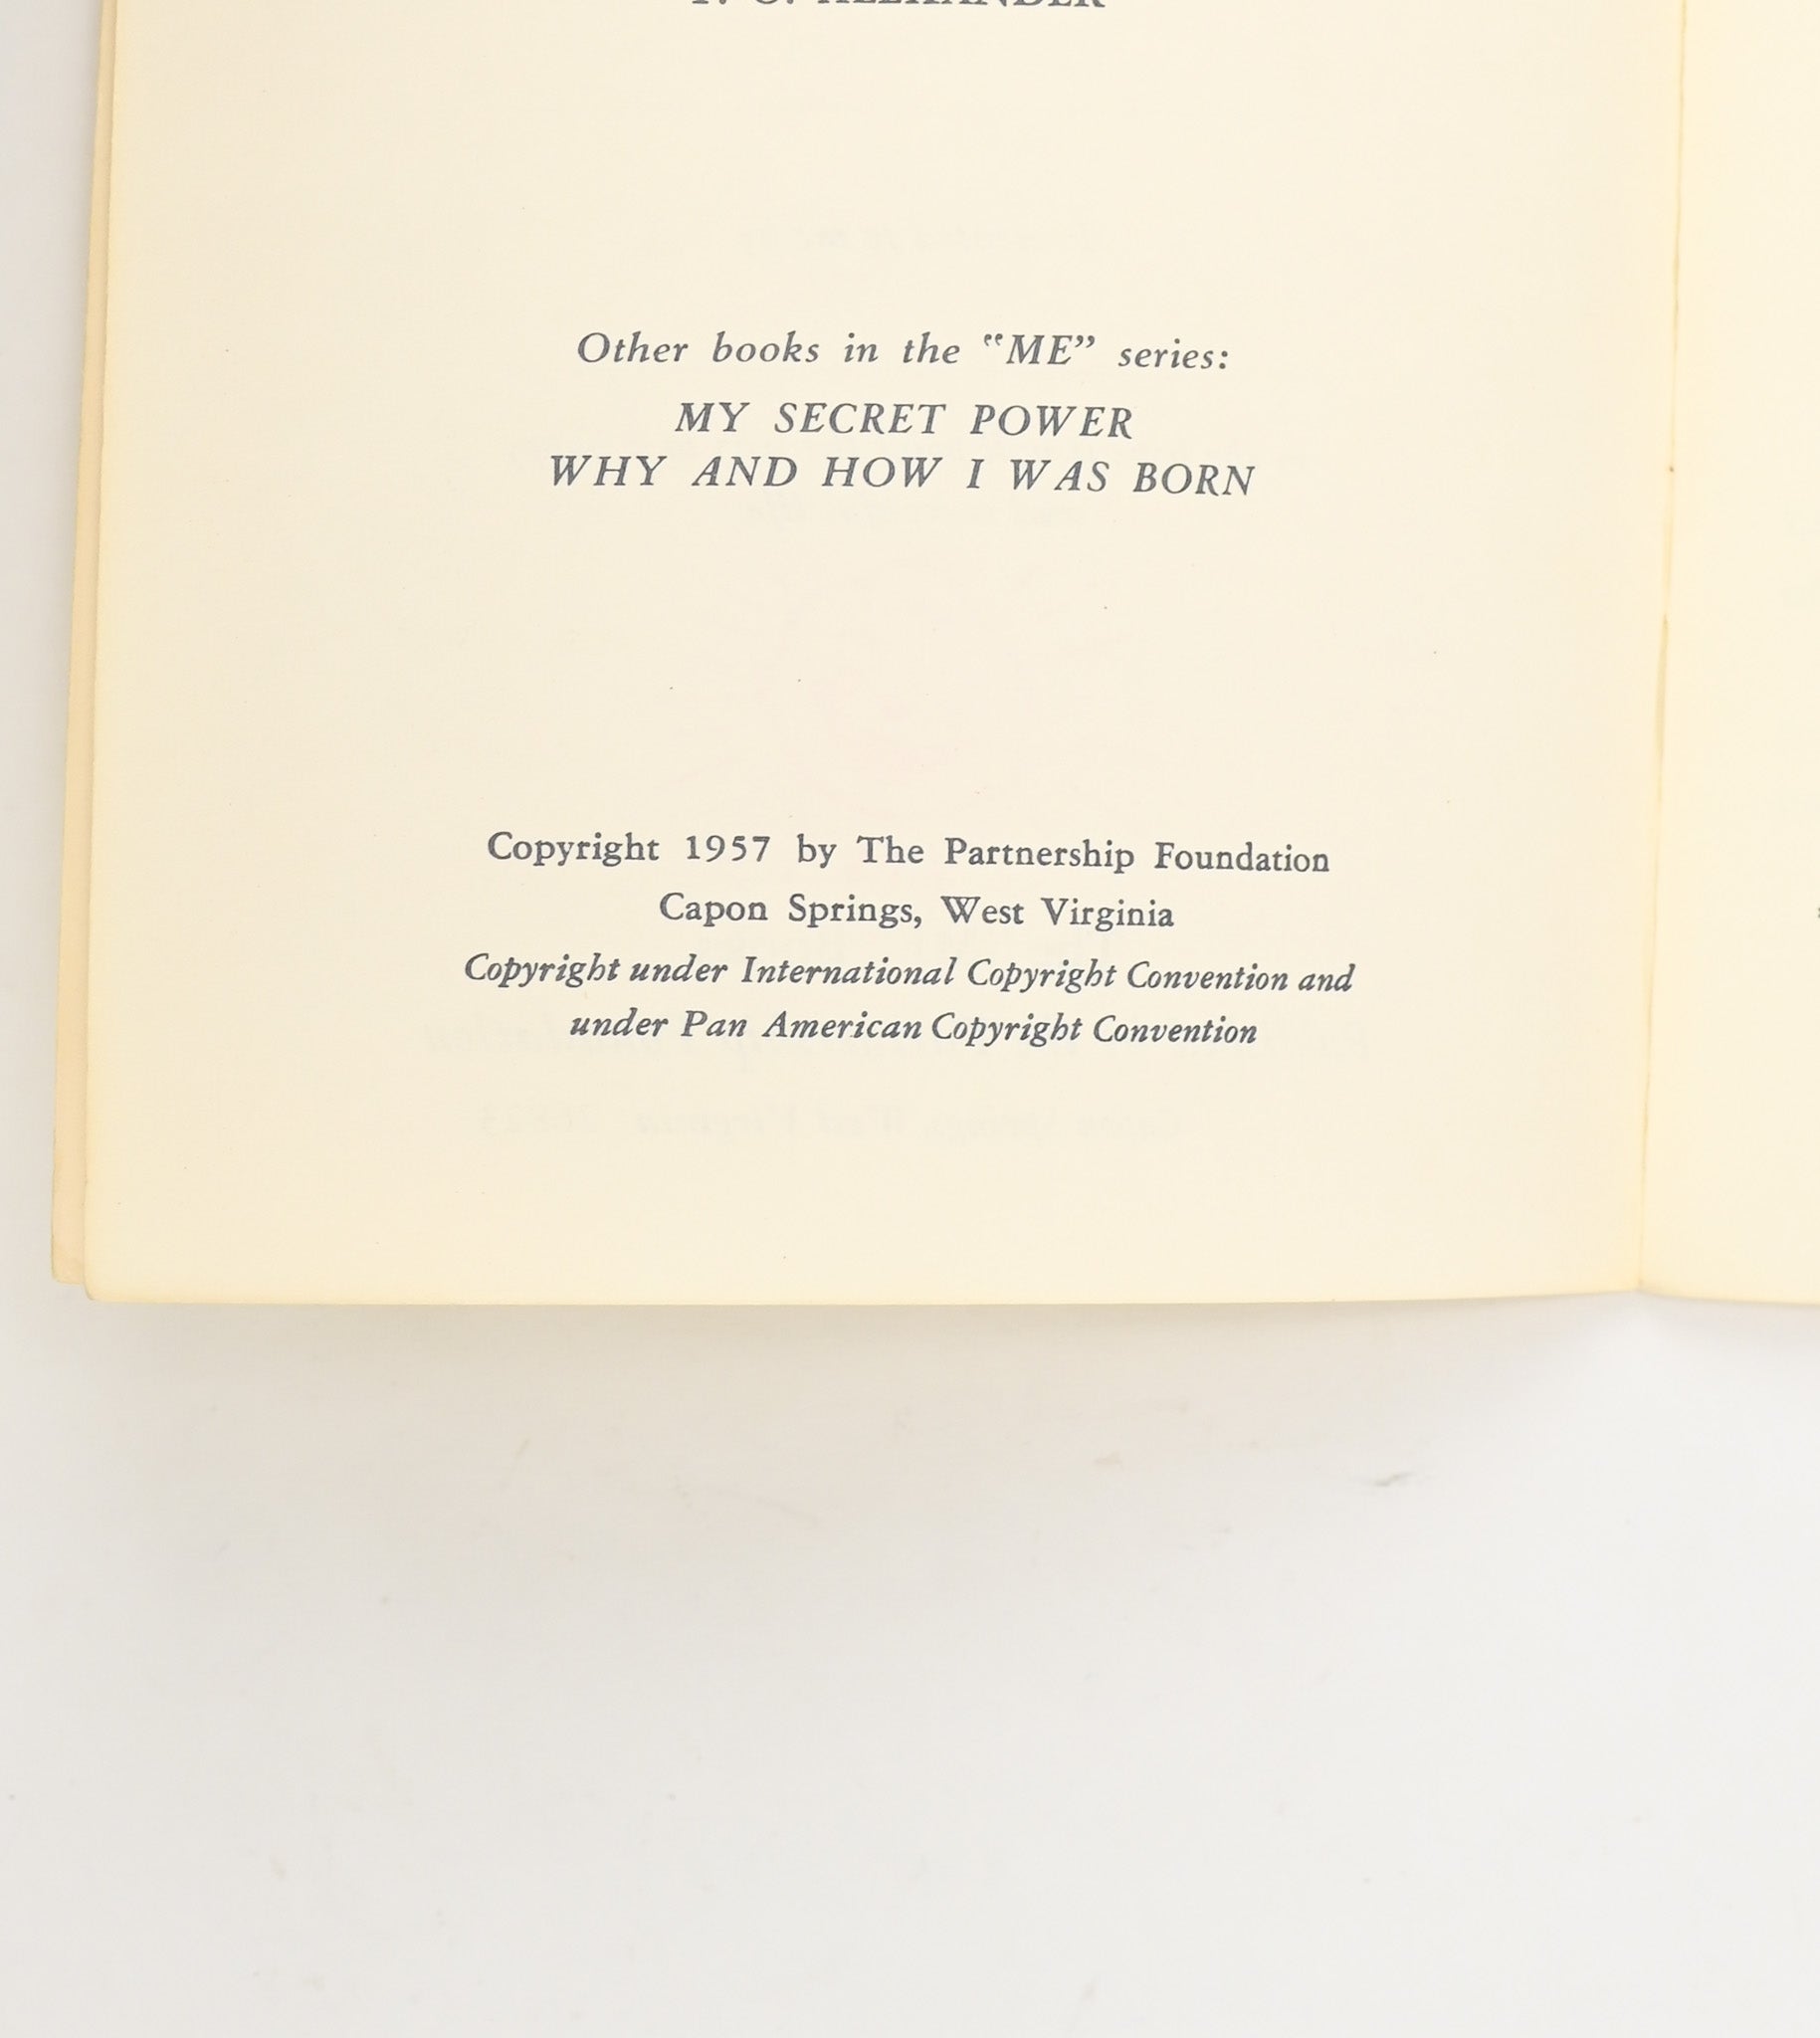 ALEXANDER
Other books in the "ME" series:
MY SECRET POWER
WHY AND HOW I WAS BORN
Copyright 1957 by The Partnership Foundation
Capon Springs, West Virginia
Copyright under International Copyright Convention and
under Pan American Copyright Convention